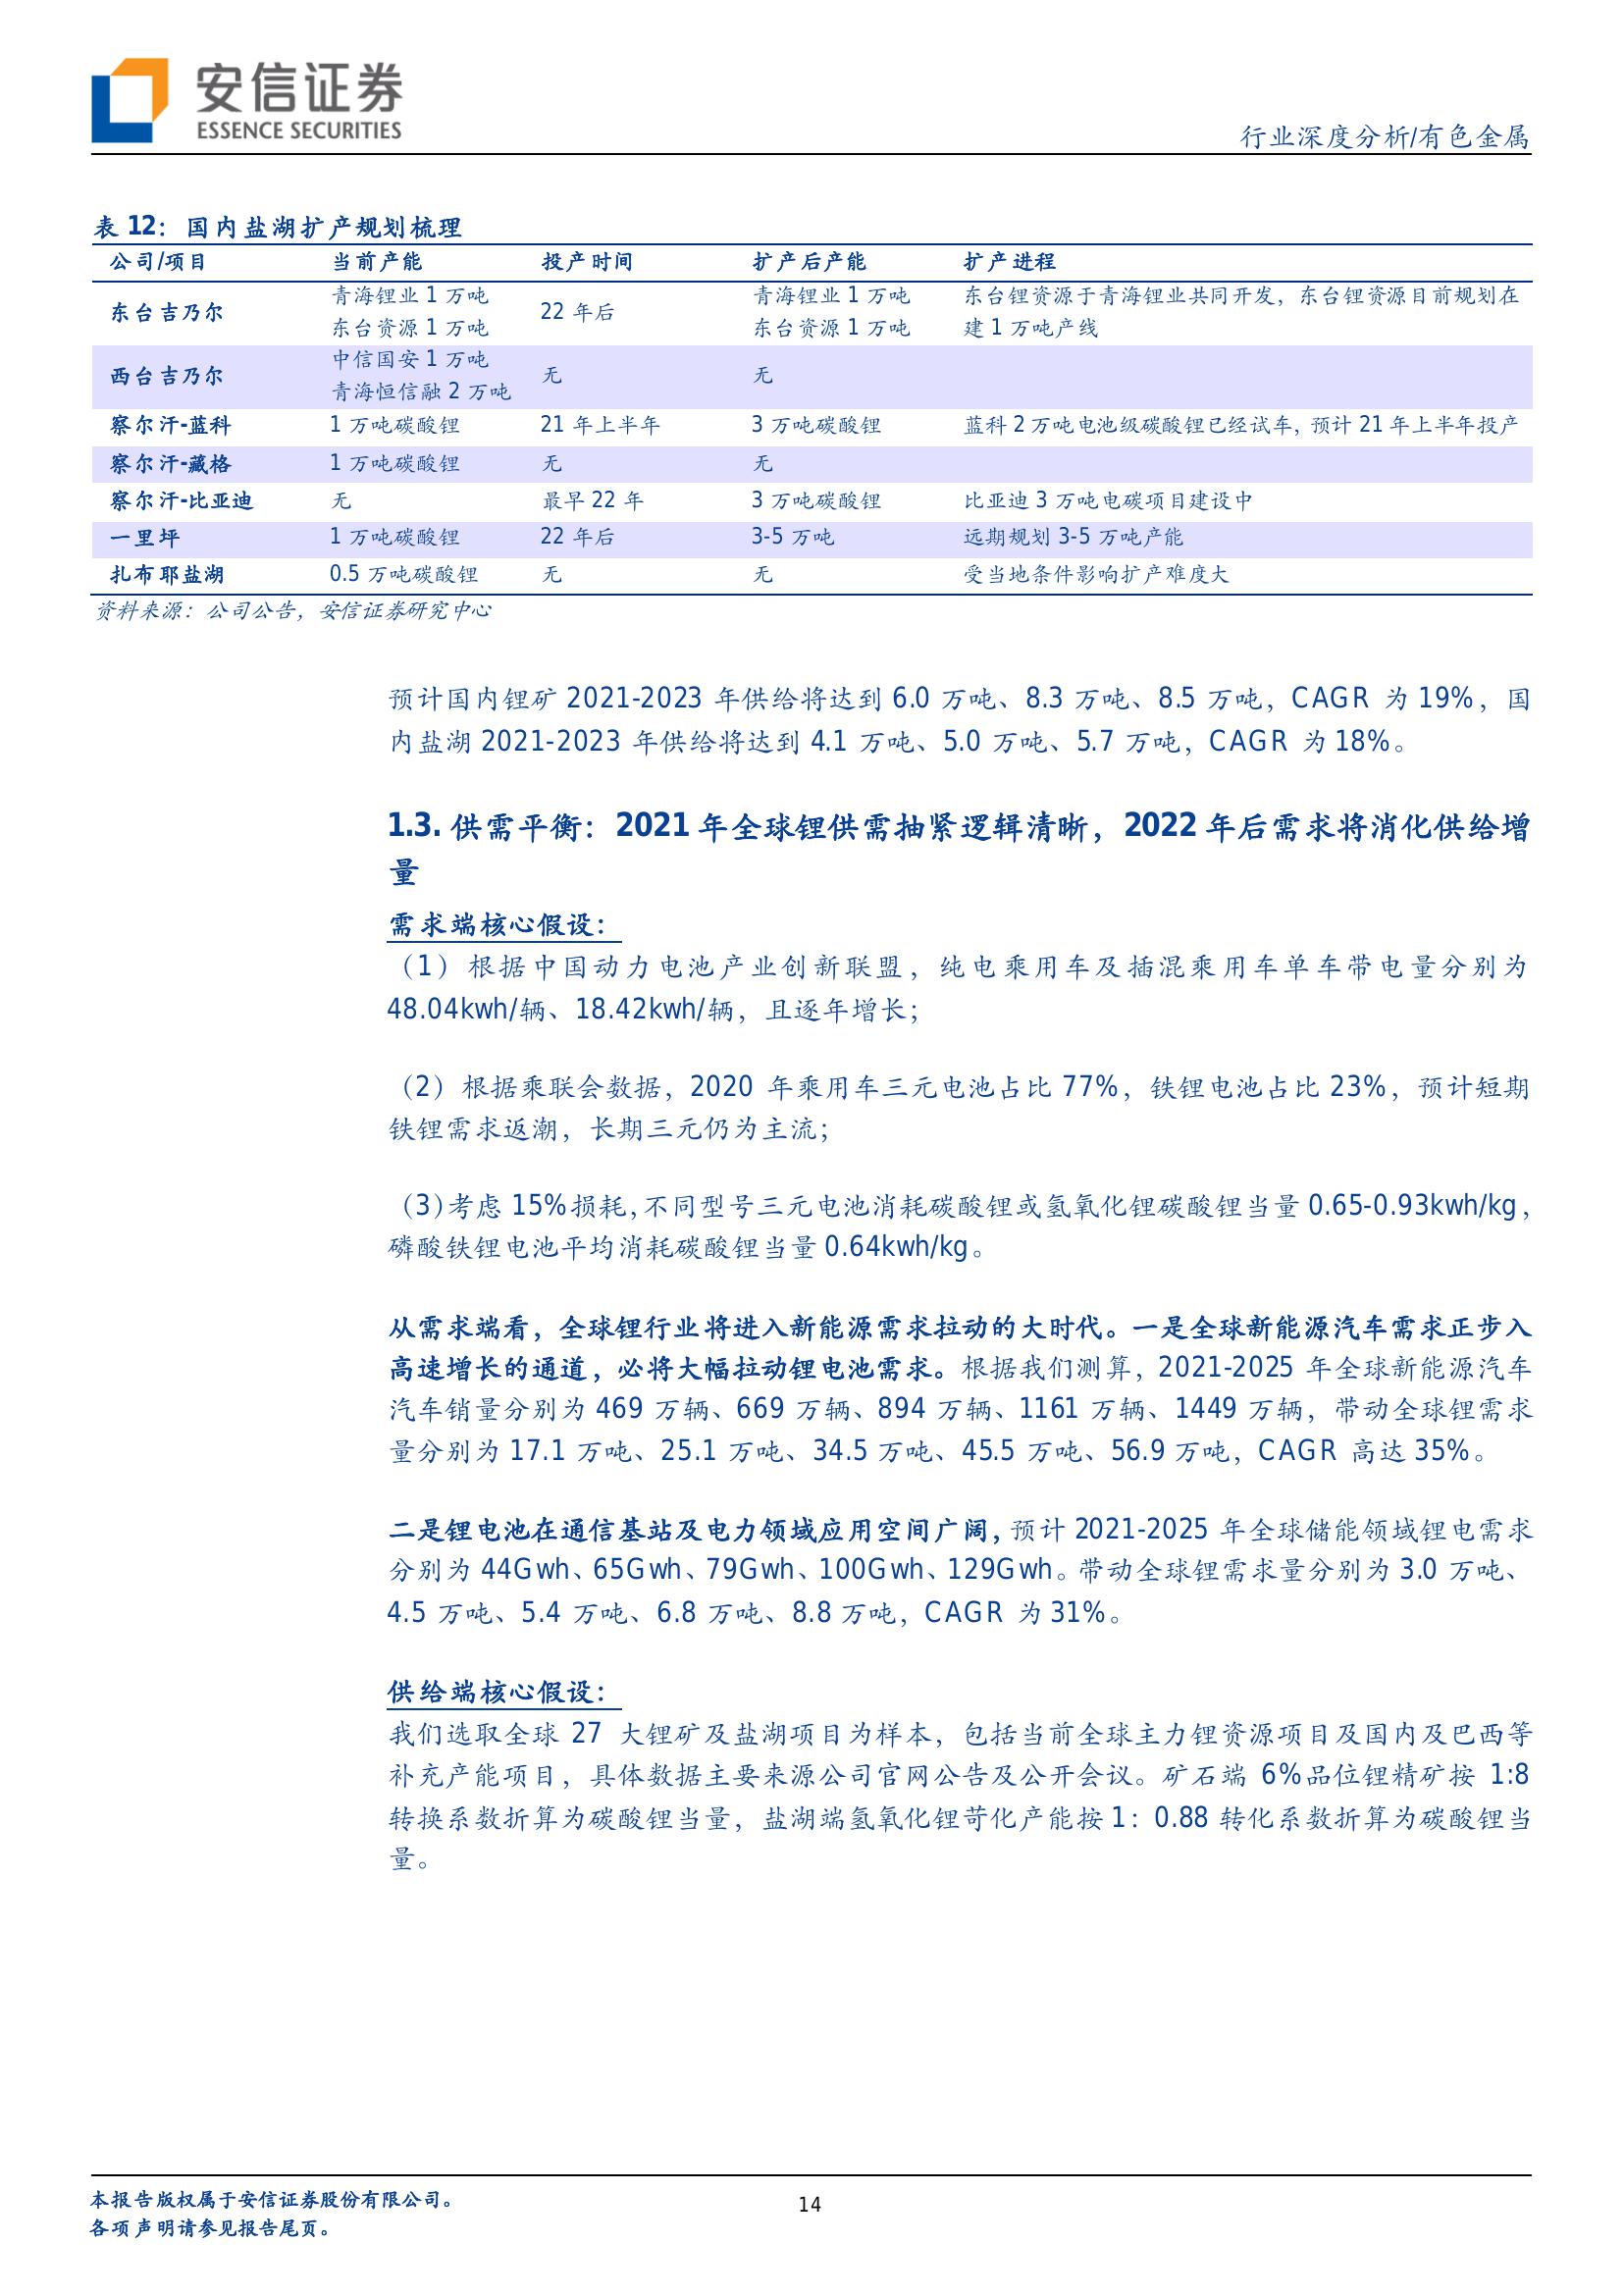 安信证券
ESSENCE SECURITIES
行业深度分析/有色金属
表 12：国内盐湖扩产规划梳理
公司/项目 当前产能 投产时间 扩产后产能 扩产进程
东台吉乃尔 青海锂业 1 万吨 东台资源 1 万吨 22 年后 青海锂业 1 万吨 东台资源 1 万吨 东台锂资源于青海锂业共同开发，东台锂资源目前规划在建 1 万吨产线
西台吉乃尔 中信国安 1 万吨 青海恒信融 2 万吨 无 无
察尔汗-蓝科 1 万吨碳酸锂 21 年上半年 3 万吨碳酸锂 蓝科 2 万吨电池级碳酸锂已经试车，预计 21 年上半年投产
察尔汗-藏格 1 万吨碳酸锂 无 无
察尔汗-比亚迪 无 最早 22 年 3 万吨碳酸锂 比亚迪 3 万吨电碳项目建设中
一里坪 1 万吨碳酸锂 22 年后 3-5 万吨 远期规划 3-5 万吨产能
扎布耶盐湖 0.5 万吨碳酸锂 无 无 受当地条件影响扩产难度大
资料来源：公司公告，安信证券研究中心
预计国内锂矿 2021-2023 年供给将达到 6.0 万吨、8.3 万吨、8.5 万吨，CAGR 为 19%，国
内盐湖 2021-2023 年供给将达到 4.1 万吨、5.0 万吨、5.7 万吨，CAGR 为 18%。
1.3. 供需平衡：2021 年全球锂供需抽紧逻辑清晰，2022 年后需求将消化供给增
量
需求端核心假设：
（1）根据中国动力电池产业创新联盟，纯电乘用车及插混乘用车单车带电量分别为
48.04kwh/辆、18.42kwh/辆，且逐年增长；
（2）根据乘联会数据，2020 年乘用车三元电池占比 77%，铁锂电池占比 23%，预计短期
铁锂需求返潮，长期三元仍为主流；
（3）考虑 15%损耗，不同型号三元电池消耗碳酸锂或氢氧化锂碳酸锂当量 0.65-0.93kwh/kg，
磷酸铁锂电池平均消耗碳酸锂当量 0.64kwh/kg。
从需求端看，全球锂行业将进入新能源需求拉动的大时代。一是全球新能源汽车需求正步入
高速增长的通道，必将大幅拉动锂电池需求。根据我们测算，2021-2025 年全球新能源汽车
汽车销量分别为 469 万辆、669 万辆、894 万辆、1161 万辆、1449 万辆，带动全球锂需求
量分别为 17.1 万吨、25.1 万吨、34.5 万吨、45.5 万吨、56.9 万吨，CAGR 高达 35%。
二是锂电池在通信基站及电力领域应用空间广阔，预计 2021-2025 年全球储能领域锂电需求
分别为 44Gwh、65Gwh、79Gwh、100Gwh、129Gwh。带动全球锂需求量分别为 3.0 万吨、
4.5 万吨、5.4 万吨、6.8 万吨、8.8 万吨，CAGR 为 31%。
供给端核心假设：
我们选取全球 27 大锂矿及盐湖项目为样本，包括当前全球主力锂资源项目及国内及巴西等
补充产能项目，具体数据主要来源公司官网公告及公开会议。矿石端 6%品位锂精矿按 1:8
转换系数折算为碳酸锂当量，盐湖端氢氧化锂苛化产能按 1：0.88 转化系数折算为碳酸锂当
量。
本报告版权属于安信证券股份有限公司。
各项声明请参见报告尾页。
14